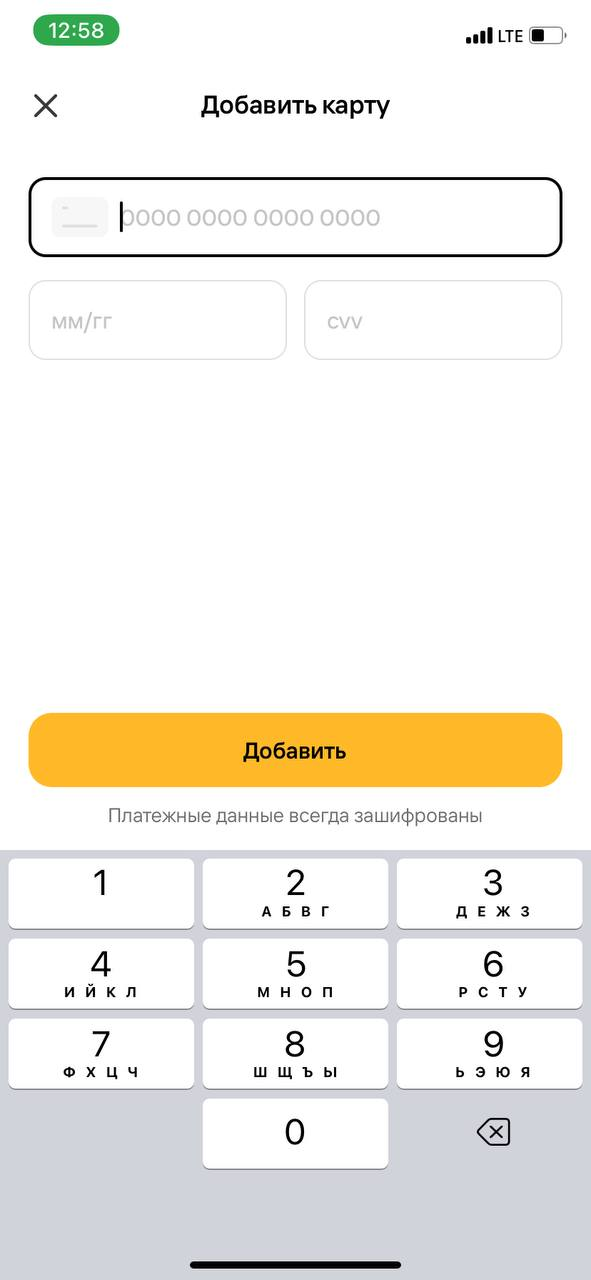 12:58
LTE
Добавить карту
0000 0000 0000 0000
мм/гг
cvv
Добавить
Платежные данные всегда зашифрованы
1
2
3
А Б В Г
Д Е Ж З
4
5
6
И Й К Л
М Н О П
Р С Т У
7
8
9
Ф Х Ц Ч
Ш Щ Ъ Ы
Ь Э Ю Я
0